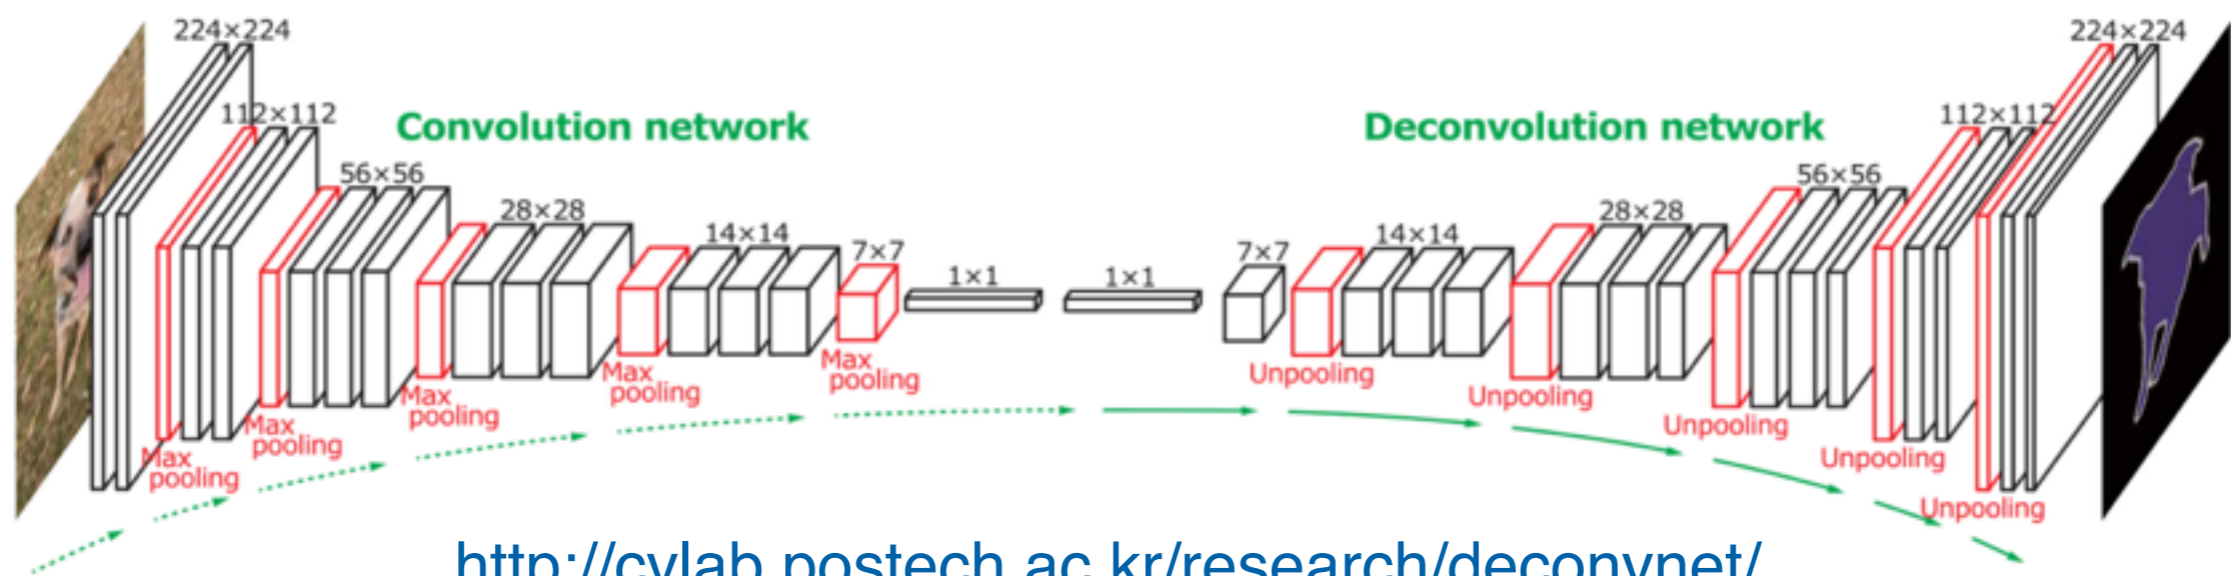 224×224
112×112
Convolution network
56×56
28×28
14×14
7×7
1×1
1×1
Max
pooling
Max
pooling
Max
pooling
Max
pooling
Max
pooling
224×224
112×112
Deconvolution network
56×56
28×28
14×14
7×7
Unpooling
Unpooling
Unpooling
Unpooling
Unpooling
http://cvlab.postech.ac.kr/research/deconvnet/